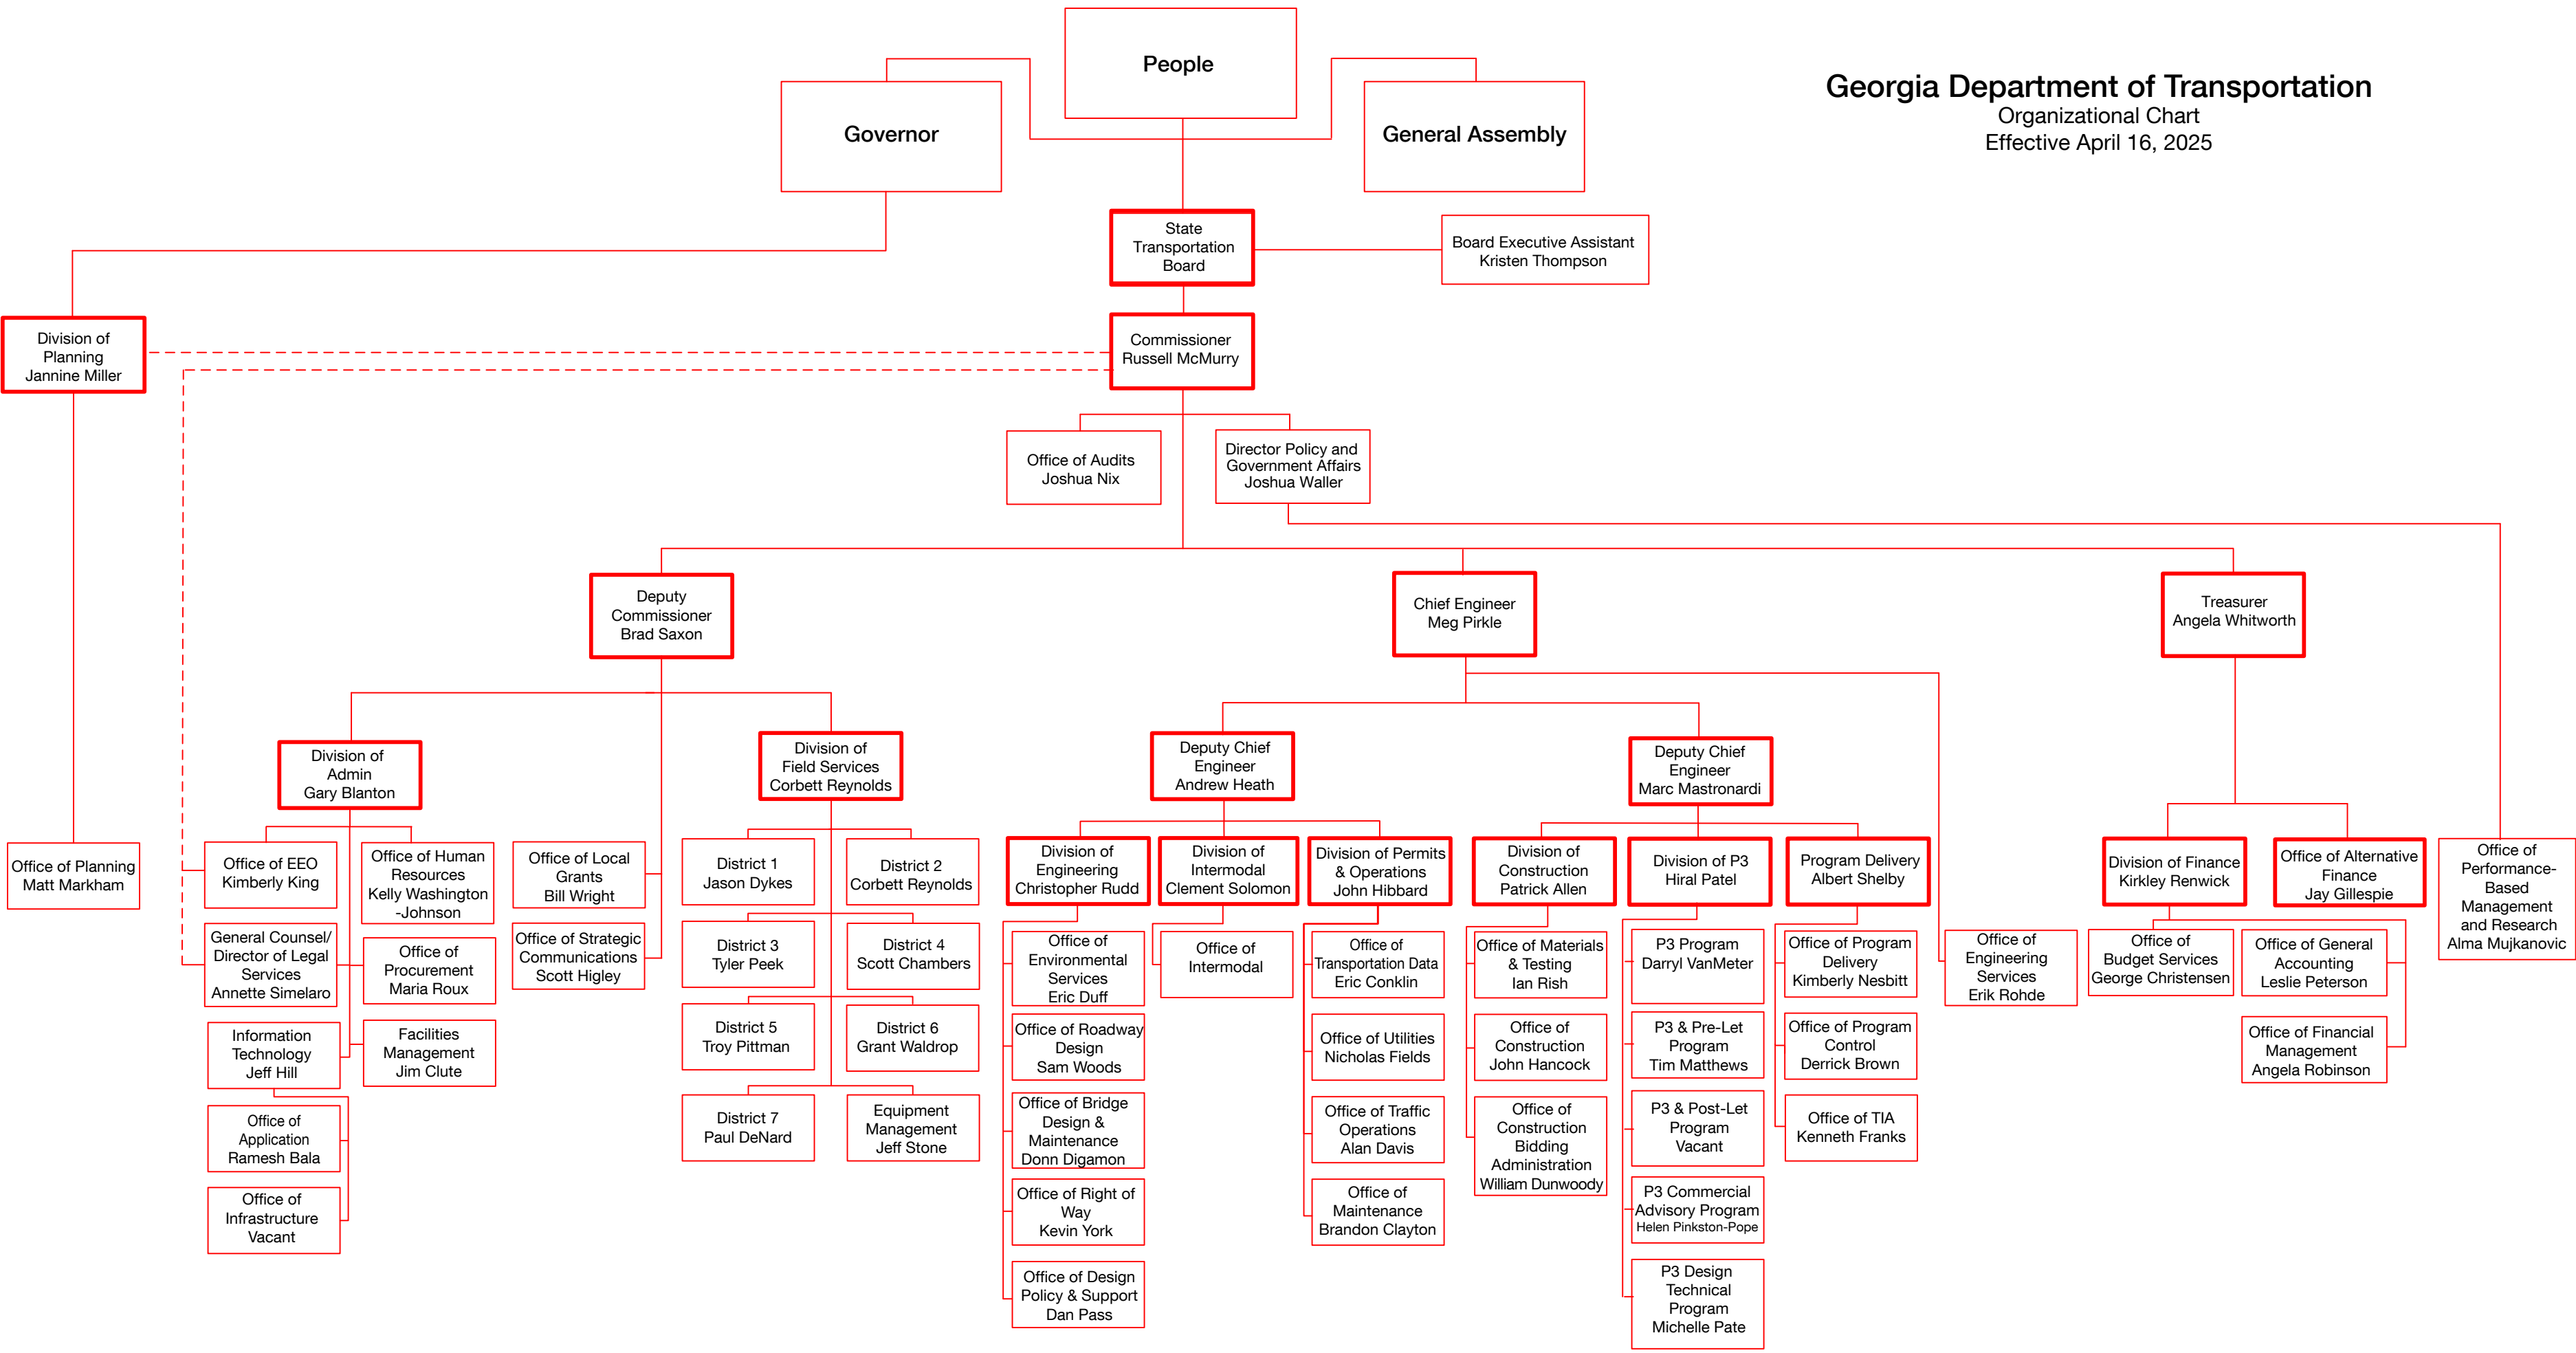 People
Governor
General Assembly
Georgia Department of Transportation
Organizational Chart
Effective April 16, 2025
State
Transportation
Board
Board Executive Assistant
Kristen Thompson
Division of
Planning
Jannine Miller
Commissioner
Russell McMurry
Office of Audits
Joshua Nix
Director Policy and
Government Affairs
Joshua Waller
Deputy
Commissioner
Brad Saxon
Chief Engineer
Meg Pirkle
Treasurer
Angela Whitworth
Division of
Admin
Gary Blanton
Division of
Field Services
Corbett Reynolds
Deputy Chief
Engineer
Andrew Heath
Deputy Chief
Engineer
Marc Mastronardi
Office of Planning
Matt Markham
Office of EEO
Kimberly King
Office of Human
Resources
Kelly Washington
-Johnson
General Counsel/
Director of Legal
Services
Annette Simelaro
Office of
Procurement
Maria Roux
Information
Technology
Jeff Hill
Facilities
Management
Jim Clute
Office of
Application
Ramesh Bala
Office of
Infrastructure
Vacant
Office of Local
Grants
Bill Wright
Office of Strategic
Communications
Scott Higley
District 1
Jason Dykes
District 2
Corbett Reynolds
District 3
Tyler Peek
District 4
Scott Chambers
District 5
Troy Pittman
District 6
Grant Waldrop
District 7
Paul DeNard
Equipment
Management
Jeff Stone
Division of
Engineering
Christopher Rudd
Division of
Intermodal
Clement Solomon
Division of Permits
& Operations
John Hibbard
Office of
Environmental
Services
Eric Duff
Office of Roadway
Design
Sam Woods
Office of Bridge
Design &
Maintenance
Donn Digamon
Office of Right of
Way
Kevin York
Office of Design
Policy & Support
Dan Pass
Office of
Intermodal
Office of
Transportation Data
Eric Conklin
Office of Utilities
Nicholas Fields
Office of Traffic
Operations
Alan Davis
Office of
Maintenance
Brandon Clayton
Division of
Construction
Patrick Allen
Division of P3
Hiral Patel
Program Delivery
Albert Shelby
Office of Materials
& Testing
Ian Rish
Office of
Construction
John Hancock
Office of
Construction
Bidding
Administration
William Dunwoody
P3 Program
Darryl VanMeter
P3 & Pre-Let
Program
Tim Matthews
P3 & Post-Let
Program
Vacant
P3 Commercial
Advisory Program
Helen Pinkston-Pope
P3 Design
Technical
Program
Michelle Pate
Office of Program
Delivery
Kimberly Nesbitt
Office of Program
Control
Derrick Brown
Office of TIA
Kenneth Franks
Office of
Engineering
Services
Erik Rohde
Division of Finance
Kirkley Renwick
Office of Alternative
Finance
Jay Gillespie
Office of
Budget Services
George Christensen
Office of General
Accounting
Leslie Peterson
Office of Financial
Management
Angela Robinson
Office of
Performance-
Based
Management
and Research
Alma Mujkanovic